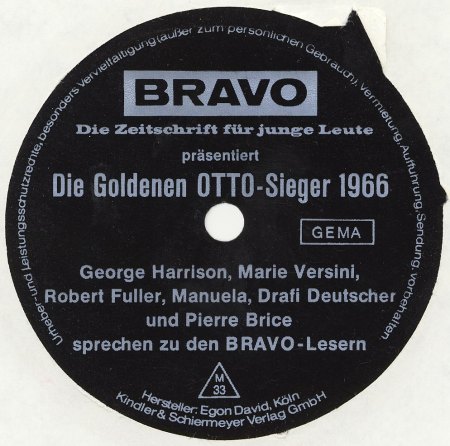 BRAVO
Die Zeitschrift für junge Leute
präsentiert
Die Goldenen OTTO-Sieger 1966
GEMA
George Harrison, Marie Versini,
Robert Fuller, Manuela, Drafi Deutscher
und Pierre Brice
sprechen zu den BRAVO-Lesern
M
33
Hersteller: Egon David, Köln
Kindler & Schiermeyer Verlag GmbH
Urheber- und Leistungsschutzrechte, besonders Vervielfältigung (außer zum persönlichen Gebrauch), Vermietung, Aufführung, Sendung vorbehalten